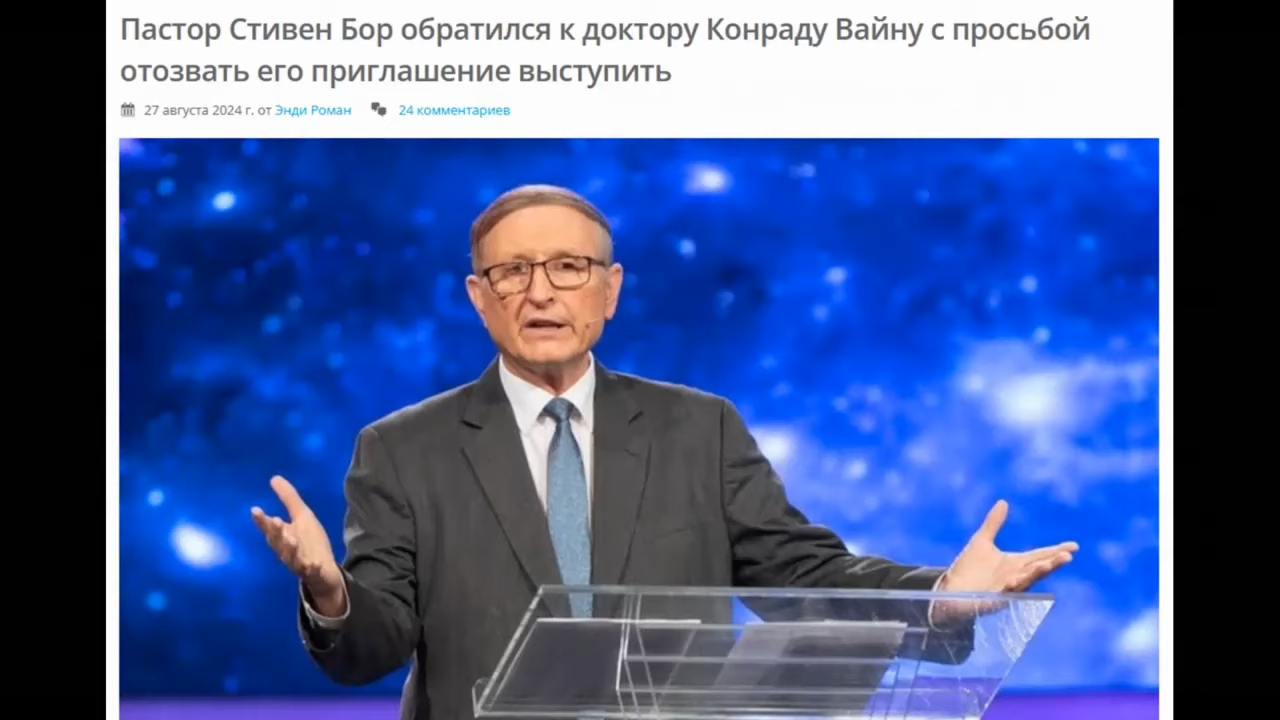 Пастор Стивен Бор обратился к доктору Конраду Вайну с просьбой
отозвать его приглашение выступить
27 августа 2024 г. от Энди Роман 24 комментариев